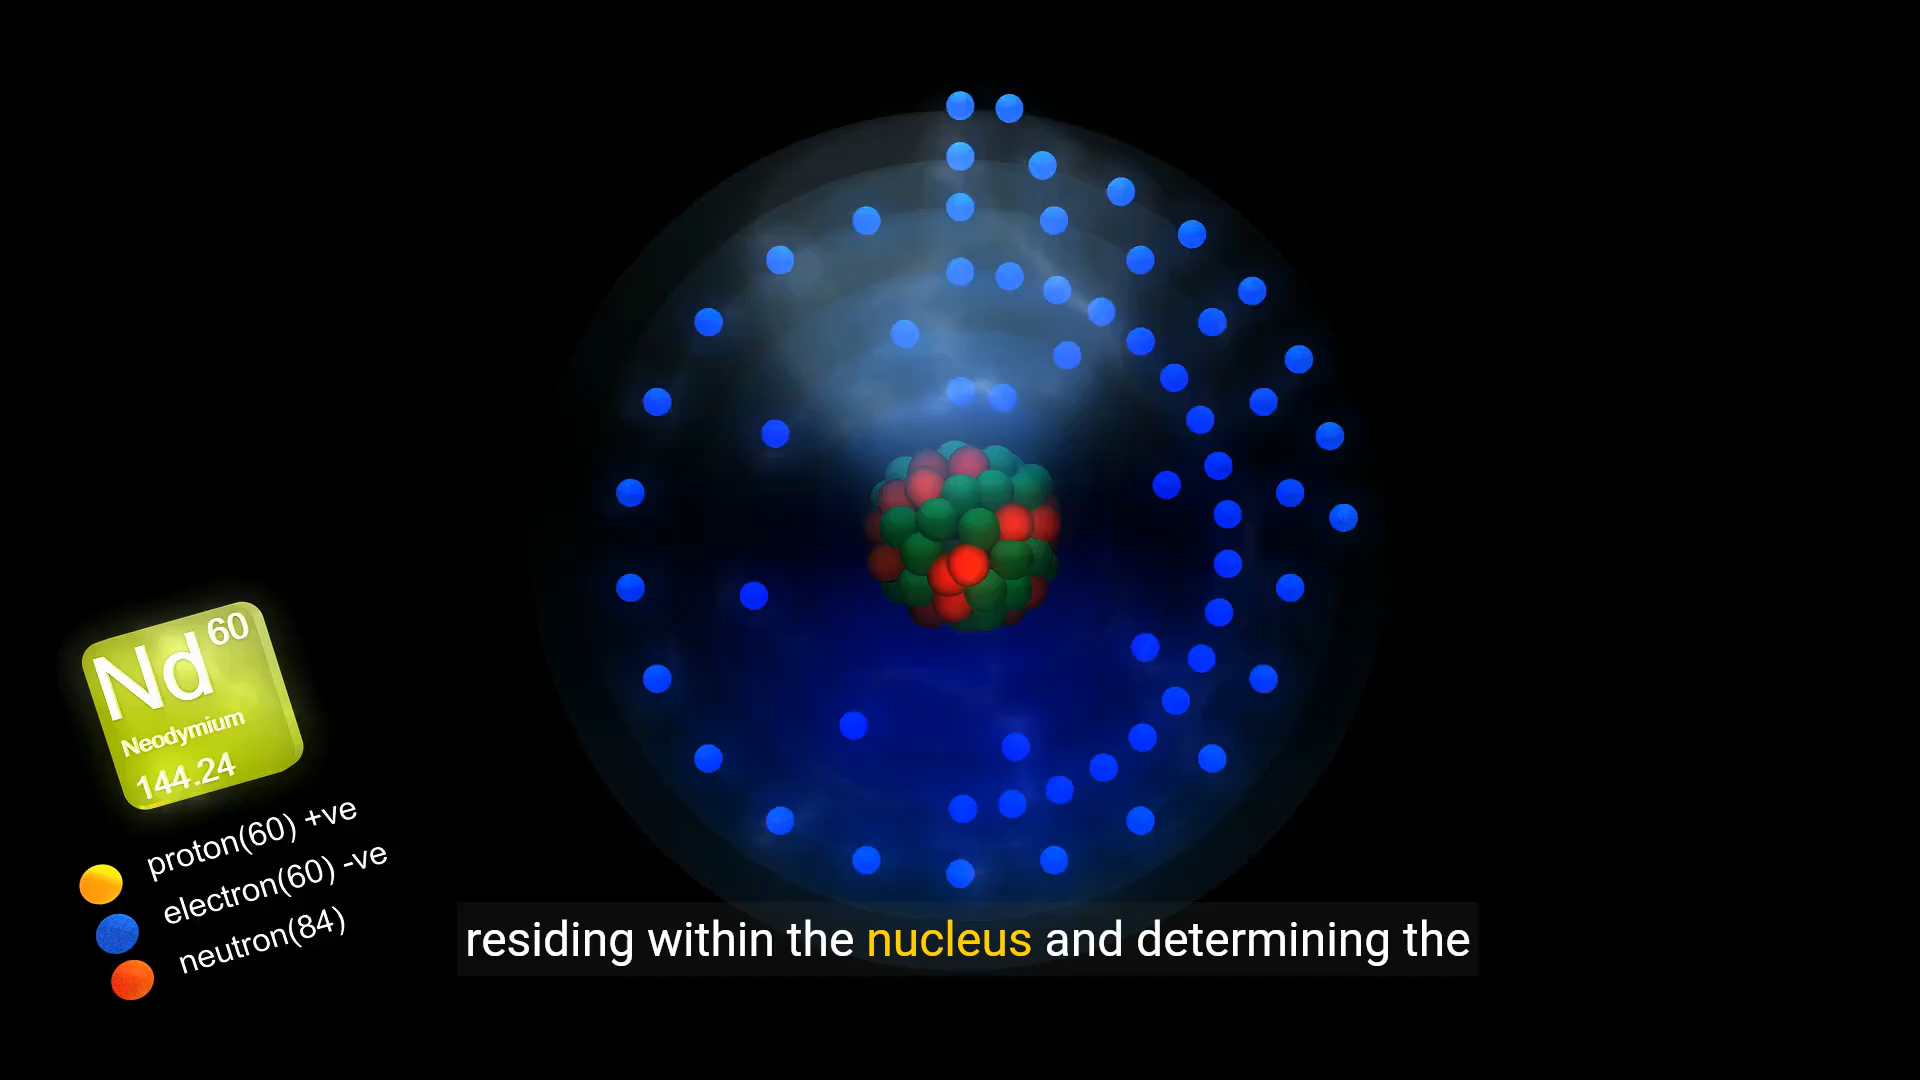 Nd 60
Neodymium
144.24
proton(60) +ve
electron(60) -ve
neutron(84)
residing within the nucleus and determining the